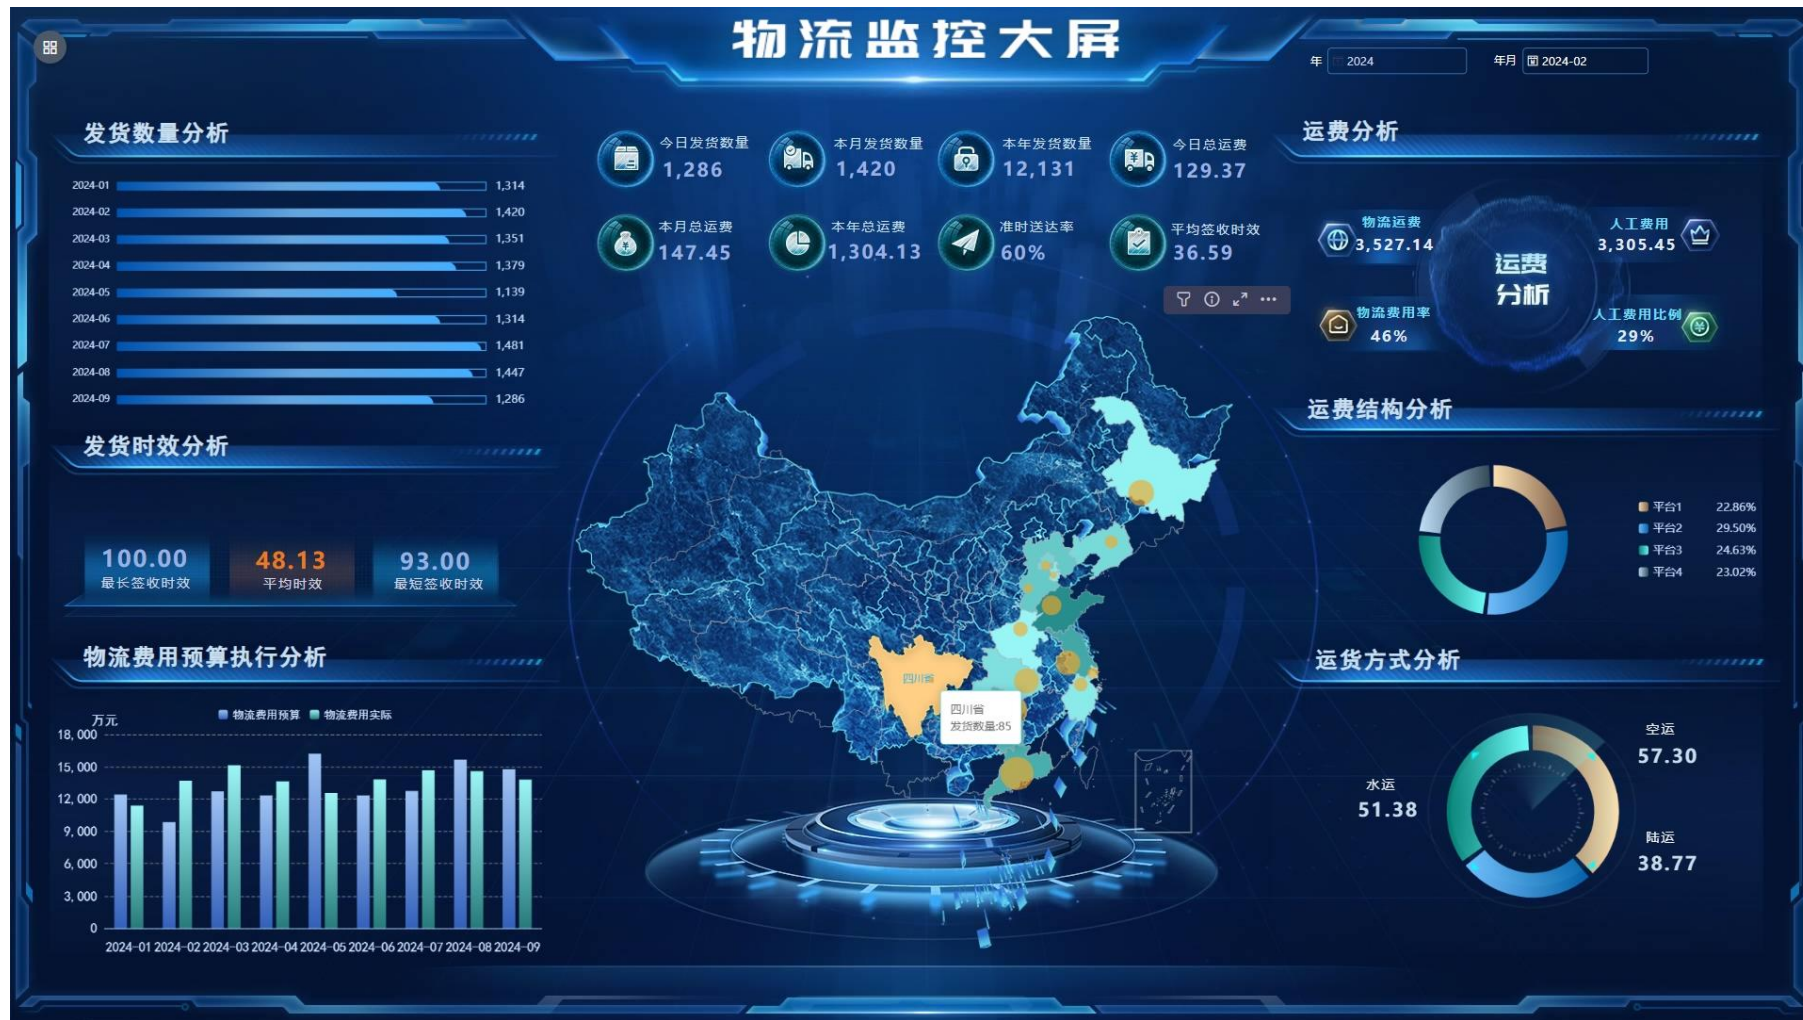 物流监控大屏
年 2024
年月 2024-02
发货数量分析
2024-01 1,314
2024-02 1,420
2024-03 1,351
2024-04 1,379
2024-05 1,139
2024-06 1,314
2024-07 1,481
2024-08 1,447
2024-09 1,286
发货时效分析
100.00
最长签收时效
48.13
平均时效
93.00
最短签收时效
物流费用预算执行分析
万元
物流费用预算 物流费用实际
18,000
15,000
12,000
9,000
6,000
3,000
0
2024-01 2024-02 2024-03 2024-04 2024-05 2024-06 2024-07 2024-08 2024-09
今日发货数量
1,286
本月发货数量
1,420
本年发货数量
12,131
今日总运费
129.37
本月总运费
147.45
本年总运费
1,304.13
准时送达率
60%
平均签收时效
36.59
四川省
四川省
发货数量:85
运费分析
物流运费
3,527.14
人工费用
3,305.45
运费
分析
物流费用率
46%
人工费用比例
29%
运费结构分析
平台1 22.86%
平台2 29.50%
平台3 24.63%
平台4 23.02%
运货方式分析
空运
57.30
水运
51.38
陆运
38.77